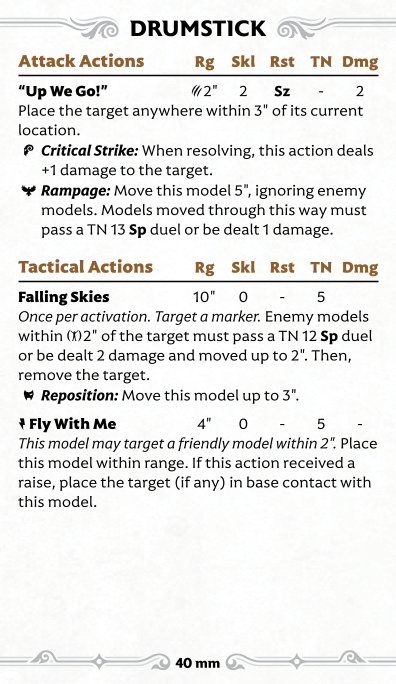 DRUMSTICK
Attack Actions Rg Skl Rst TN Dmg
“Up We Go!” 2" 2 Sz - 2
Place the target anywhere within 3" of its current
location.
Critical Strike: When resolving, this action deals
+1 damage to the target.
Rampage: Move this model 5", ignoring enemy
models. Models moved through this way must
pass a TN 13 Sp duel or be dealt 1 damage.
Tactical Actions Rg Skl Rst TN Dmg
Falling Skies 10" 0 - 5
Once per activation. Target a marker. Enemy models
within 2" of the target must pass a TN 12 Sp duel
or be dealt 2 damage and moved up to 2". Then,
remove the target.
Reposition: Move this model up to 3".
Fly With Me 4" 0 - 5 -
This model may target a friendly model within 2". Place
this model within range. If this action received a
raise, place the target (if any) in base contact with
this model.
40 mm